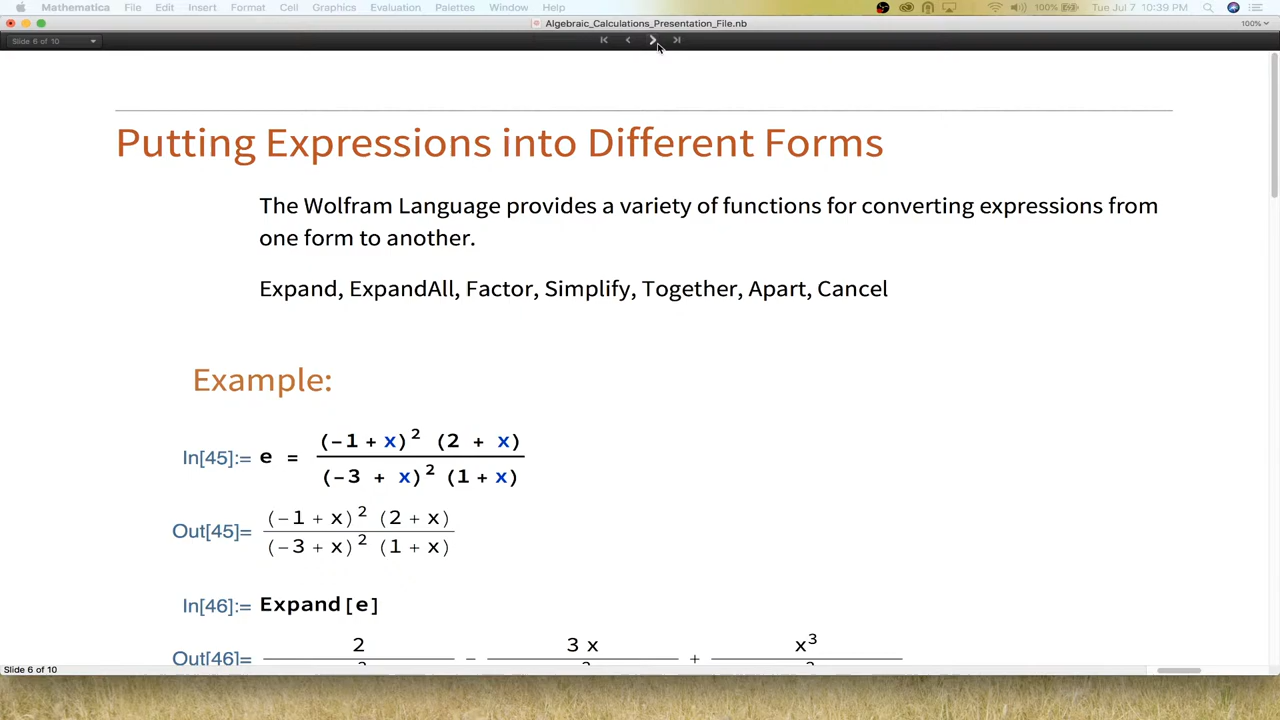 Mathematica File Edit Insert Format Cell Graphics Evaluation Palettes Window Help 100% Tue Jul 7 10:39 PM
Algebraic_Calculations_Presentation_File.nb 100%
Slide 6 of 10
Putting Expressions into Different Forms
The Wolfram Language provides a variety of functions for converting expressions from
one form to another.
Expand, ExpandAll, Factor, Simplify, Together, Apart, Cancel
Example:
(-1 + x)² (2 + x)
In[45]:= e =
(-3 + x)² (1 + x)
(-1 + x)² (2 + x)
Out[45]=
(-3 + x)² (1 + x)
In[46]:= Expand[e]
2 3 x x³
Out[46]= - +
Slide 6 of 10